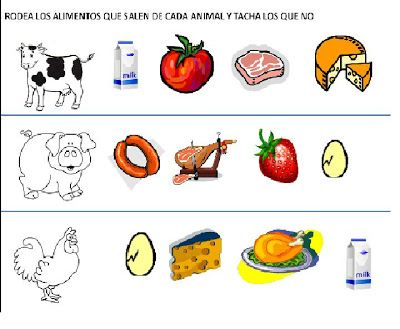 RODEA LOS ALIMENTOS QUE SALEN DE CADA ANIMAL Y TACHA LOS QUE NO
milk
milk